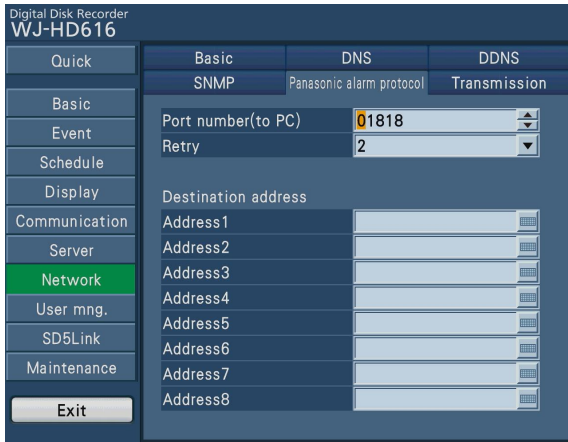 Digital Disk Recorder
WJ-HD616
Quick
Basic
Event
Schedule
Display
Communication
Server
Network
User mng.
SD5Link
Maintenance
Exit
Basic DNS DDNS
SNMP Panasonic alarm protocol Transmission
Port number(to PC) 01818
Retry 2
Destination address
Address1
Address2
Address3
Address4
Address5
Address6
Address7
Address8